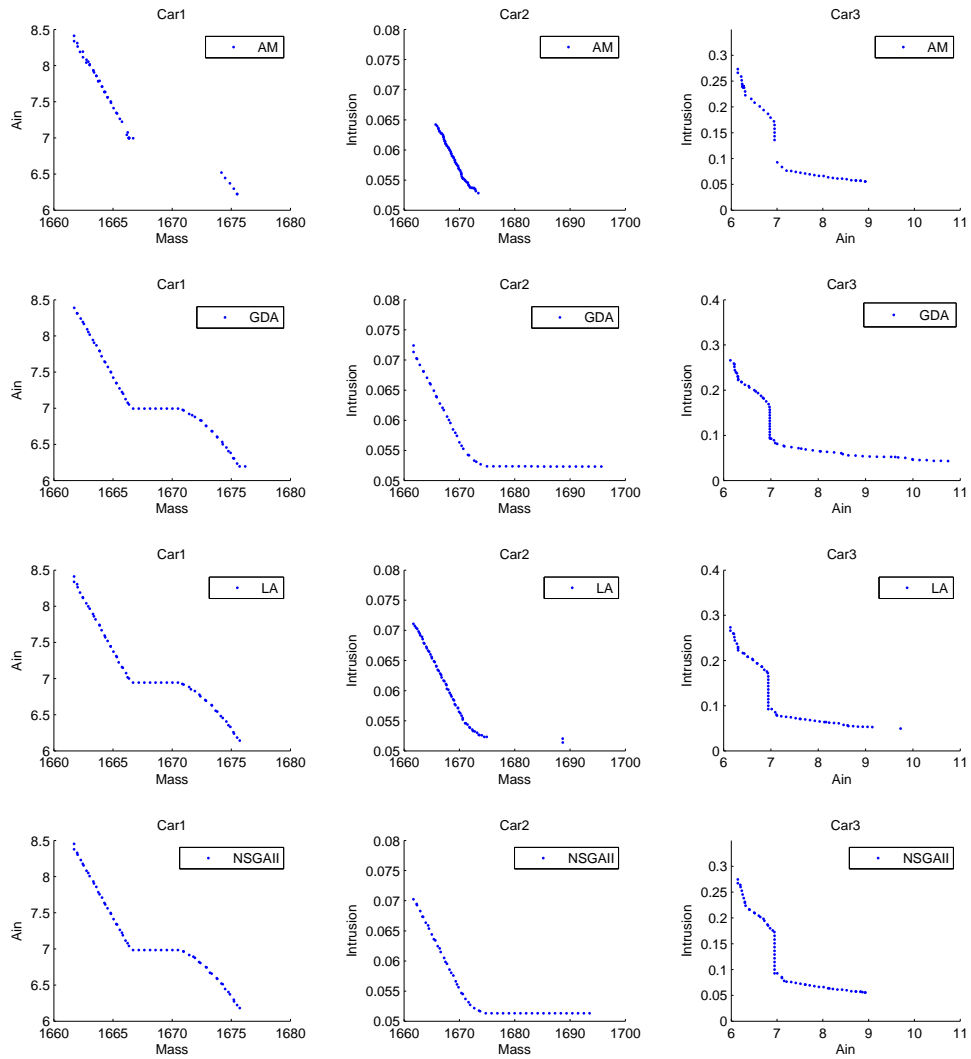 Car1
8.5
8
7.5
7
6.5
6
1660
1665
1670
1675
1680
Ain
Mass
AM
Car2
0.08
0.075
0.07
0.065
0.06
0.055
0.05
1660
1670
1680
1690
1700
Intrusion
Mass
AM
Car3
0.3
0.25
0.2
0.15
0.1
0.05
0
6
7
8
9
10
11
Intrusion
Ain
AM
Car1
8.5
8
7.5
7
6.5
6
1660
1665
1670
1675
1680
Ain
Mass
GDA
Car2
0.08
0.075
0.07
0.065
0.06
0.055
0.05
1660
1670
1680
1690
1700
Intrusion
Mass
GDA
Car3
0.4
0.3
0.2
0.1
0
6
7
8
9
10
11
Intrusion
Ain
GDA
Car1
8.5
8
7.5
7
6.5
6
1660
1665
1670
1675
1680
Ain
Mass
LA
Car2
0.08
0.075
0.07
0.065
0.06
0.055
0.05
1660
1670
1680
1690
1700
Intrusion
Mass
LA
Car3
0.4
0.3
0.2
0.1
0
6
7
8
9
10
11
Intrusion
Ain
LA
Car1
8.5
8
7.5
7
6.5
6
1660
1665
1670
1675
1680
Ain
Mass
NSGAII
Car2
0.08
0.075
0.07
0.065
0.06
0.055
0.05
1660
1670
1680
1690
1700
Intrusion
Mass
NSGAII
Car3
0.3
0.25
0.2
0.15
0.1
0.05
0
6
7
8
9
10
11
Intrusion
Ain
NSGAII